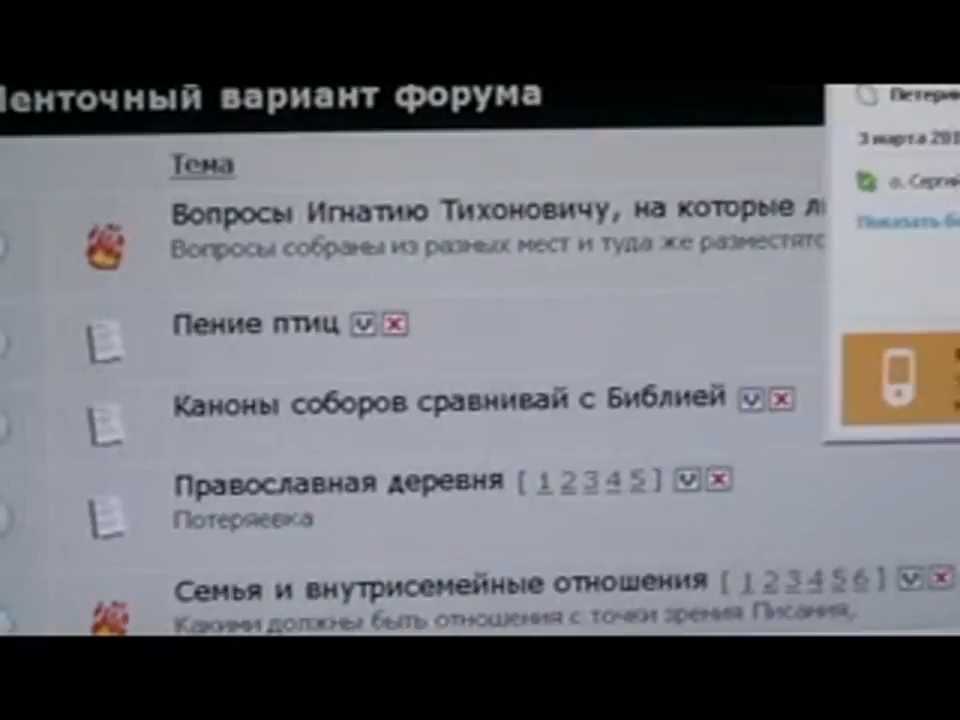 Ленточный вариант форума
Тема
Вопросы Игнатию Тихоновичу, на которые
Вопросы собраны из разных мест и туда же разместятс
Пение птиц
Каноны соборов сравнивай с Библией
Православная деревня [ 1 2 3 4 5 ]
Потеряевка
Семья и внутрисемейные отношения [ 1 2 3 4 5 6 ]
Какими должны быть отношения с точки зрения Писания,
3 марта 201
о. Сергий
Показать